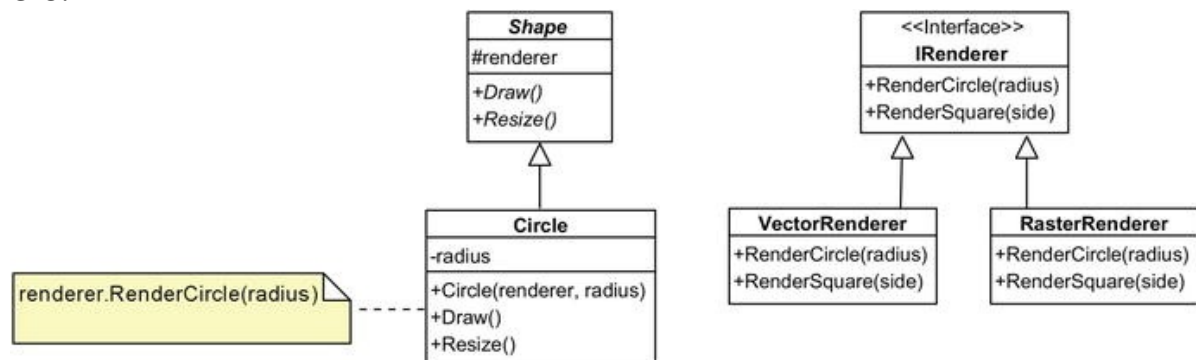 Shape
#renderer
+Draw()
+Resize()
<<Interface>>
IRenderer
+RenderCircle(radius)
+RenderSquare(side)
Circle
-radius
+Circle(renderer, radius)
+Draw()
+Resize()
renderer.RenderCircle(radius)
VectorRenderer
+RenderCircle(radius)
+RenderSquare(side)
RasterRenderer
+RenderCircle(radius)
+RenderSquare(side)